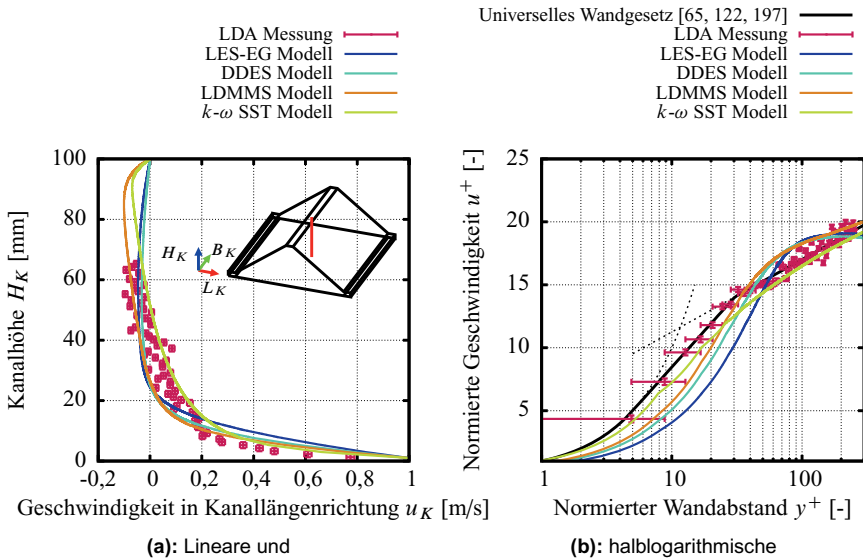 Universelles Wandgesetz [65, 122, 197]
LDA Messung
LES-EG Modell
DDES Modell
LDMMS Modell
k-ω SST Modell
LDA Messung
LES-EG Modell
DDES Modell
LDMMS Modell
k-ω SST Modell
100
80
60
40
20
0
Kanalhöhe H_K [mm]
H_K
B_K
L_K
-0,2 0 0,2 0,4 0,6 0,8 1
Geschwindigkeit in Kanallängenrichtung u_K [m/s]
(a): Lineare und
25
20
15
10
5
Normierte Geschwindigkeit u⁺ [-]
1 10 100
Normierter Wandabstand y⁺ [-]
(b): halblogarithmische